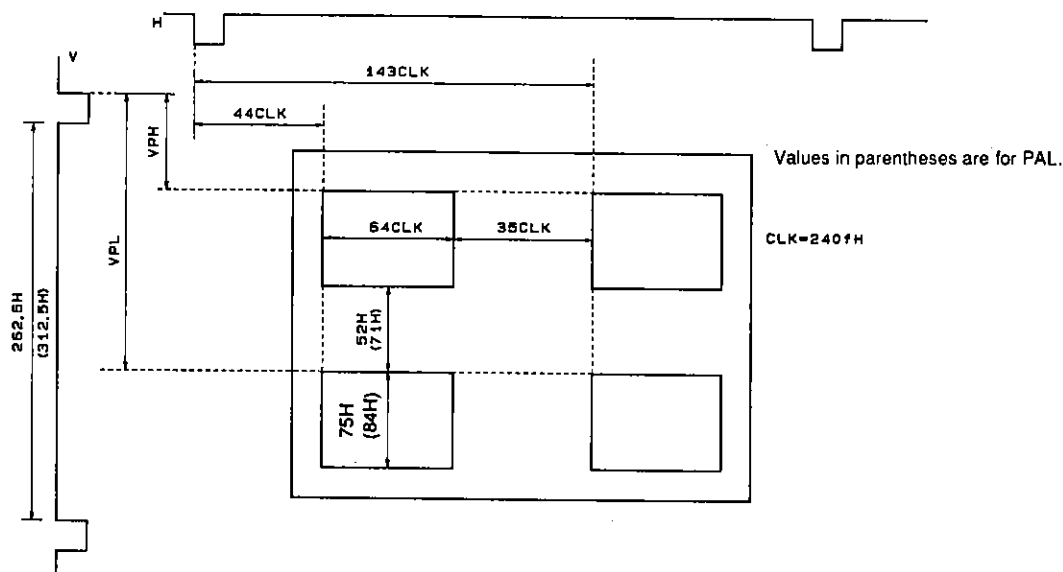 H
V
143CLK
44CLK
VPH
Values in parentheses are for PAL.
64CLK
35CLK
CLK=240fH
VPL
262.5H
(312.5H)
52H
(71H)
75H
(84H)